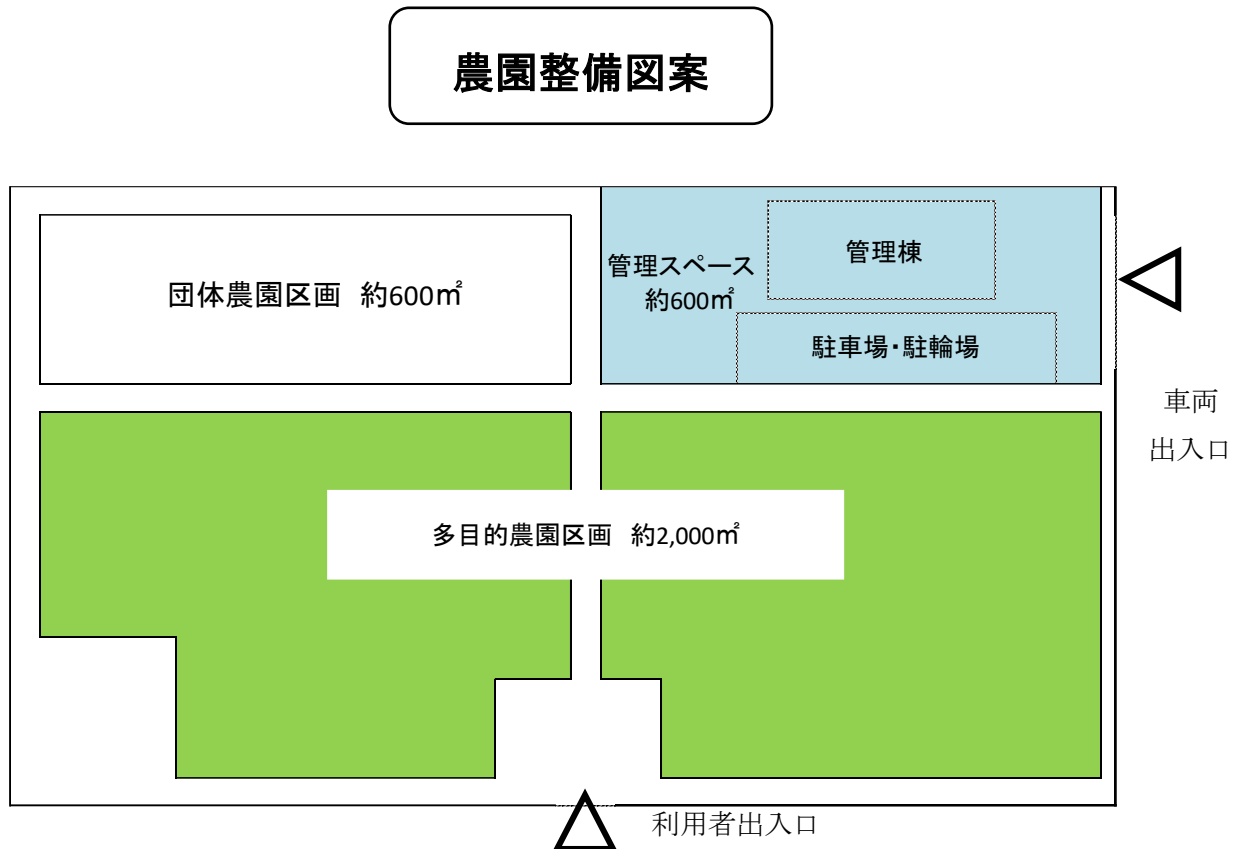 農園整備図案
団体農園区画　約600㎡
管理スペース
約600㎡
管理棟
駐車場・駐輪場
車両
出入口
多目的農園区画　約2,000㎡
利用者出入口